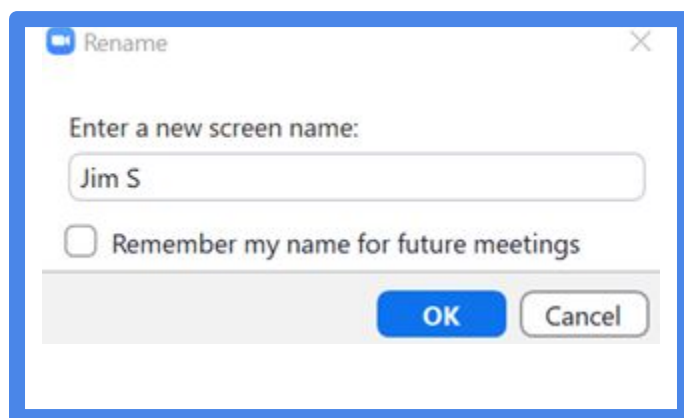 Rename
Enter a new screen name:
Jim S
Remember my name for future meetings
OK Cancel